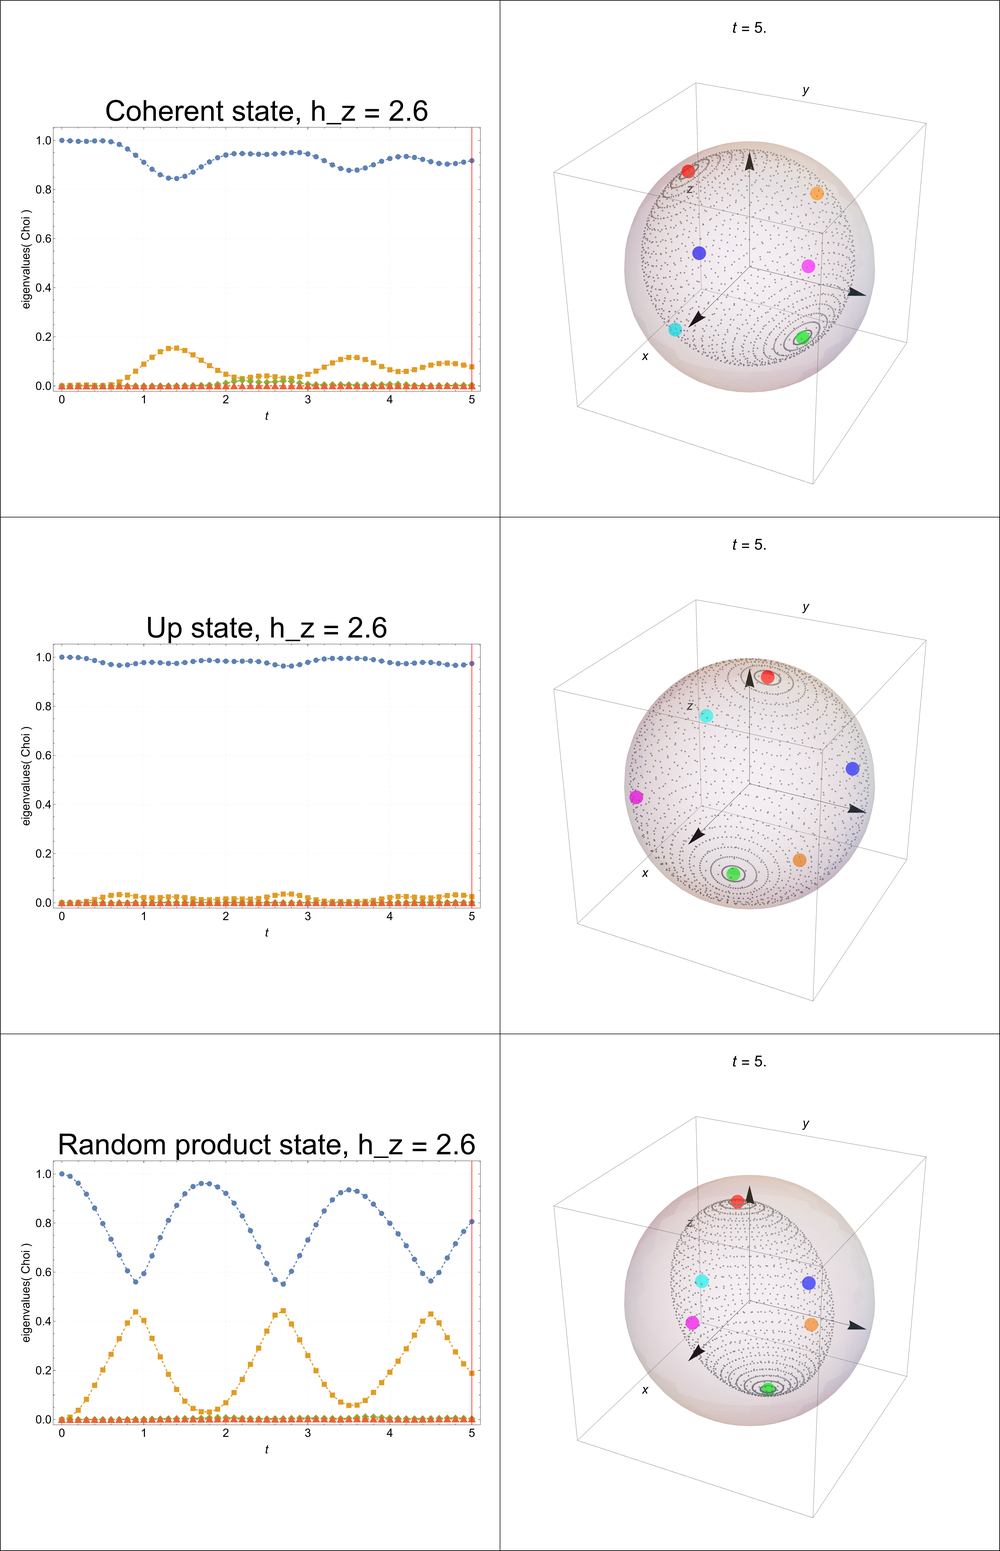 Coherent state, h_z = 2.6
eigenvalues( Choi )
1.0
0.8
0.6
0.4
0.2
0.0
0 1 2 3 4 5
t
t = 5.
y
z
x
Up state, h_z = 2.6
eigenvalues( Choi )
1.0
0.8
0.6
0.4
0.2
0.0
0 1 2 3 4 5
t
t = 5.
y
z
x
Random product state, h_z = 2.6
eigenvalues( Choi )
1.0
0.8
0.6
0.4
0.2
0.0
0 1 2 3 4 5
t
t = 5.
y
z
x